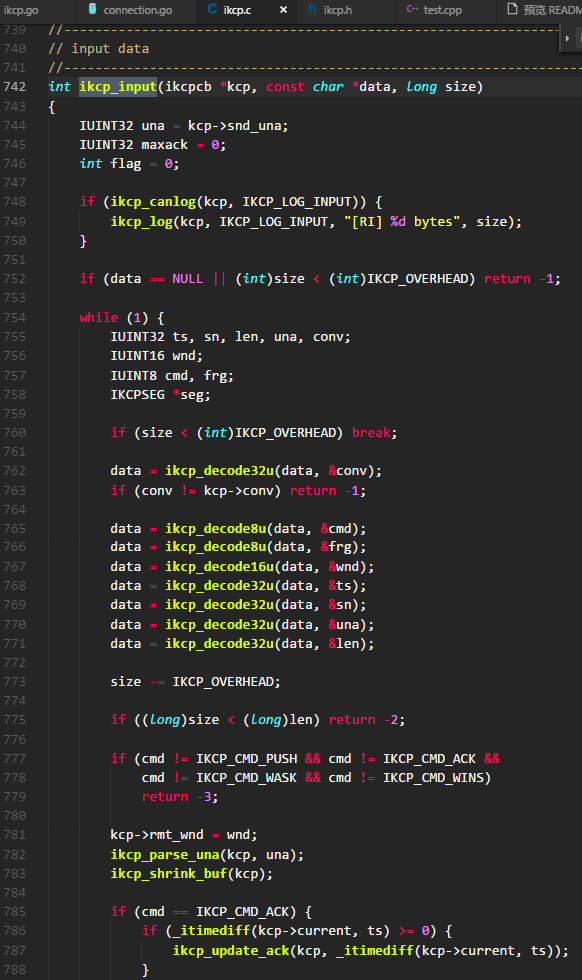 ikcp.go connection.go C ikcp.c × h ikcp.h C++ test.cpp 预览 READM
739 //----------------------------------------------------------------
740 // input data
741 //----------------------------------------------------------------
742 int ikcp_input(ikcpcb *kcp, const char *data, long size)
743 {
744 IUINT32 una = kcp->snd_una;
745 IUINT32 maxack = 0;
746 int flag = 0;
747
748 if (ikcp_canlog(kcp, IKCP_LOG_INPUT)) {
749 ikcp_log(kcp, IKCP_LOG_INPUT, "[RI] %d bytes", size);
750 }
751
752 if (data == NULL || (int)size < (int)IKCP_OVERHEAD) return -1;
753
754 while (1) {
755 IUINT32 ts, sn, len, una, conv;
756 IUINT16 wnd;
757 IUINT8 cmd, frg;
758 IKCPSEG *seg;
759
760 if (size < (int)IKCP_OVERHEAD) break;
761
762 data = ikcp_decode32u(data, &conv);
763 if (conv != kcp->conv) return -1;
764
765 data = ikcp_decode8u(data, &cmd);
766 data = ikcp_decode8u(data, &frg);
767 data = ikcp_decode16u(data, &wnd);
768 data = ikcp_decode32u(data, &ts);
769 data = ikcp_decode32u(data, &sn);
770 data = ikcp_decode32u(data, &una);
771 data = ikcp_decode32u(data, &len);
772
773 size -= IKCP_OVERHEAD;
774
775 if ((long)size < (long)len) return -2;
776
777 if (cmd != IKCP_CMD_PUSH && cmd != IKCP_CMD_ACK &&
778 cmd != IKCP_CMD_WASK && cmd != IKCP_CMD_WINS)
779 return -3;
780
781 kcp->rmt_wnd = wnd;
782 ikcp_parse_una(kcp, una);
783 ikcp_shrink_buf(kcp);
784
785 if (cmd == IKCP_CMD_ACK) {
786 if (_itimediff(kcp->current, ts) >= 0) {
787 ikcp_update_ack(kcp, _itimediff(kcp->current, ts));
788 }